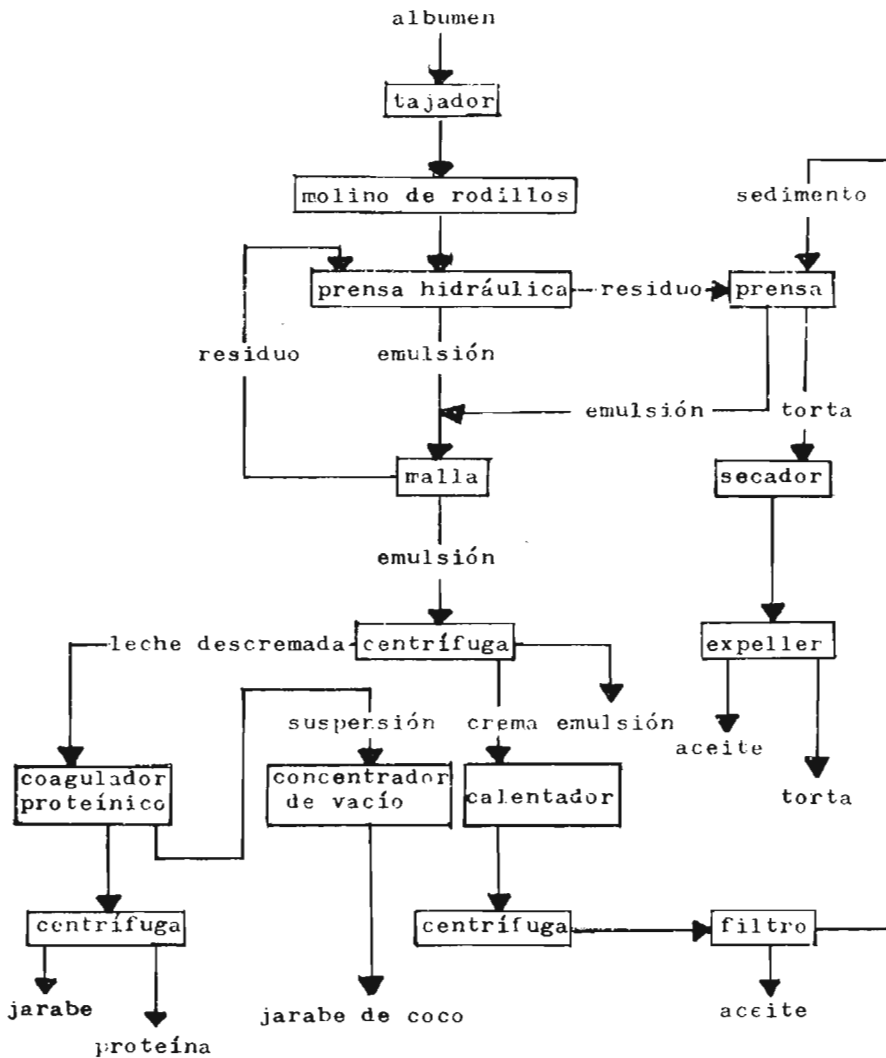 albumen
tajador
molino de rodillos
sedimento
prensa hidráulica
residuo
prensa
residuo
emulsión
emulsión
torta
malla
secador
emulsión
leche descremada
centrífuga
expeller
suspensión
crema
emulsión
aceite
coagulador
proteínico
concentrador
de vacío
calentador
torta
centrífuga
centrífuga
filtro
jarabe
proteína
jarabe de coco
aceite